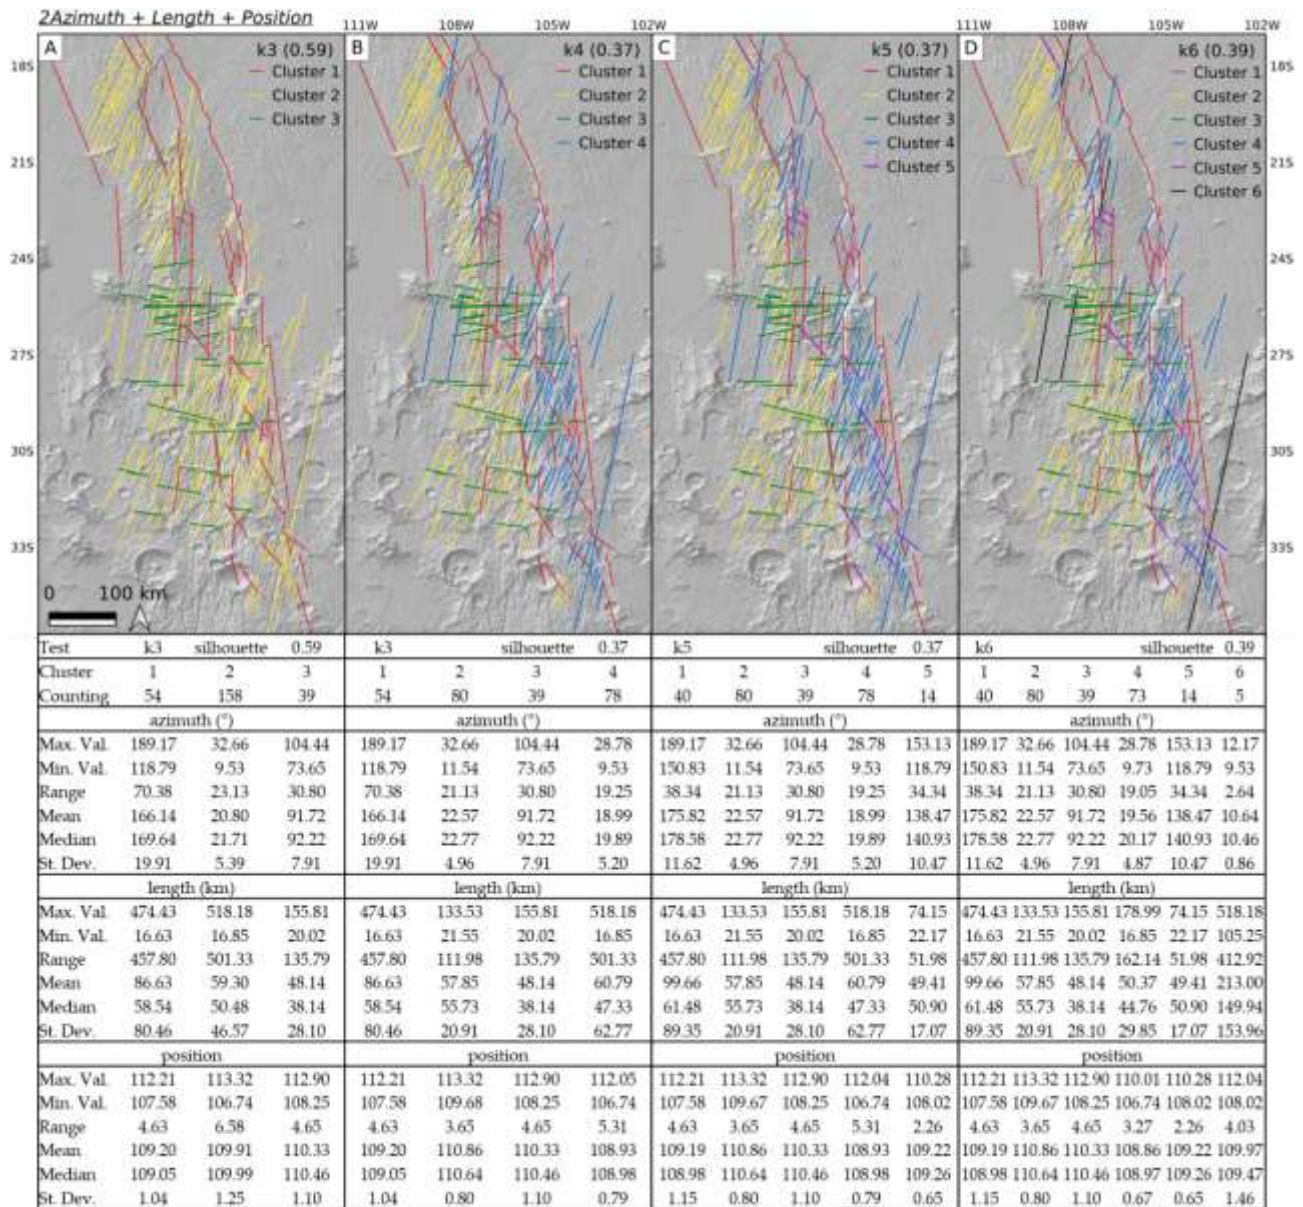 2Azimuth + Length + Position
111W 108W 105W 102W 111W 108W 105W 102W
A k3 (0.59) B k4 (0.37) C k5 (0.37) D k6 (0.39)
18S 18S
Cluster 1 Cluster 1 Cluster 1 Cluster 1
Cluster 2 Cluster 2 Cluster 2 Cluster 2
Cluster 3 Cluster 3 Cluster 3 Cluster 3
Cluster 4 Cluster 4 Cluster 4
21S Cluster 5 Cluster 5 21S
Cluster 6
24S 24S
27S 27S
30S 30S
33S 33S
0 100 km
Test k3 silhouette 0.59 k3 silhouette 0.37 k5 silhouette 0.37 k6 silhouette 0.39
Cluster 1 2 3 1 2 3 4 1 2 3 4 5 1 2 3 4 5 6
Counting 54 158 39 54 80 39 78 40 80 39 78 14 40 80 39 73 14 5
azimuth (°) azimuth (°) azimuth (°) azimuth (°)
Max. Val. 189.17 32.66 104.44 189.17 32.66 104.44 28.78 189.17 32.66 104.44 28.78 153.13 189.17 32.66 104.44 28.78 153.13 12.17
Min. Val. 118.79 9.53 73.65 118.79 11.54 73.65 9.53 150.83 11.54 73.65 9.53 118.79 150.83 11.54 73.65 9.73 118.79 9.53
Range 70.38 23.13 30.80 70.38 21.13 30.80 19.25 38.34 21.13 30.80 19.25 34.34 38.34 21.13 30.80 19.05 34.34 2.64
Mean 166.14 20.80 91.72 166.14 22.57 91.72 18.99 175.82 22.57 91.72 18.99 138.47 175.82 22.57 91.72 19.56 138.47 10.64
Median 169.64 21.71 92.22 169.64 22.77 92.22 19.89 178.58 22.77 92.22 19.89 140.93 178.58 22.77 92.22 20.17 140.93 10.46
St. Dev. 19.91 5.39 7.91 19.91 4.96 7.91 5.20 11.62 4.96 7.91 5.20 10.47 11.62 4.96 7.91 4.87 10.47 0.86
length (km) length (km) length (km) length (km)
Max. Val. 474.43 518.18 155.81 474.43 133.53 155.81 518.18 474.43 133.53 155.81 518.18 74.15 474.43 133.53 155.81 178.99 74.15 518.18
Min. Val. 16.63 16.85 20.02 16.63 21.55 20.02 16.85 16.63 21.55 20.02 16.85 22.17 16.63 21.55 20.02 16.85 22.17 105.25
Range 457.80 501.33 135.79 457.80 111.98 135.79 501.33 457.80 111.98 135.79 501.33 51.98 457.80 111.98 135.79 162.14 51.98 412.92
Mean 86.63 59.30 48.14 86.63 57.85 48.14 60.79 99.66 57.85 48.14 60.79 49.41 99.66 57.85 48.14 50.37 49.41 213.00
Median 58.54 50.48 38.14 58.54 55.73 38.14 47.33 61.48 55.73 38.14 47.33 50.90 61.48 55.73 38.14 44.76 50.90 149.94
St. Dev. 80.46 46.57 28.10 80.46 20.91 28.10 62.77 89.35 20.91 28.10 62.77 17.07 89.35 20.91 28.10 29.85 17.07 153.96
position position position position
Max. Val. 112.21 113.32 112.90 112.21 113.32 112.90 112.05 112.21 113.32 112.90 112.04 110.28 112.21 113.32 112.90 110.01 110.28 112.04
Min. Val. 107.58 106.74 108.25 107.58 109.68 108.25 106.74 107.58 109.67 108.25 106.74 108.02 107.58 109.67 108.25 106.74 108.02 108.02
Range 4.63 6.58 4.65 4.63 3.65 4.65 5.31 4.63 3.65 4.65 5.31 2.26 4.63 3.65 4.65 3.27 2.26 4.03
Mean 109.20 109.91 110.33 109.20 110.86 110.33 108.93 109.19 110.86 110.33 108.93 109.22 109.19 110.86 110.33 108.86 109.22 109.97
Median 109.05 109.99 110.46 109.05 110.64 110.46 108.98 108.98 110.64 110.46 108.98 109.26 108.98 110.64 110.46 108.97 109.26 109.47
St. Dev. 1.04 1.25 1.10 1.04 0.80 1.10 0.79 1.15 0.80 1.10 0.79 0.65 1.15 0.80 1.10 0.67 0.65 1.46